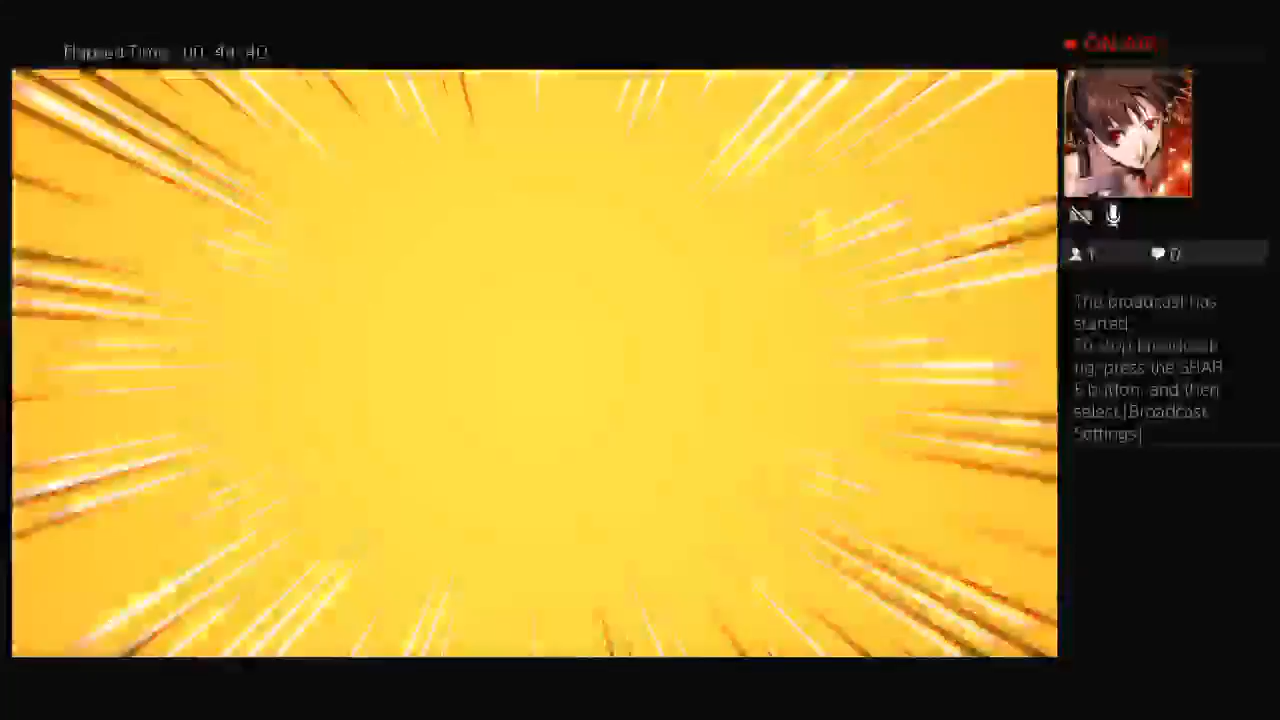 Elapsed Time 00:44:40
ON AIR
1
0
The broadcast has
started.
To stop broadcast
ing, press the SHAR
E button, and then
select [Broadcast
Settings]